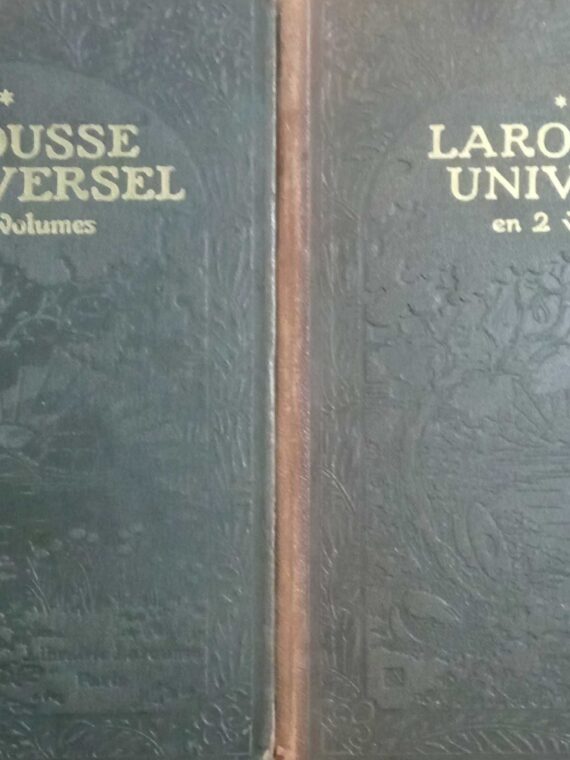 OUSSE
VERSEL
Volumes
LARO
UNIV
en 2 v